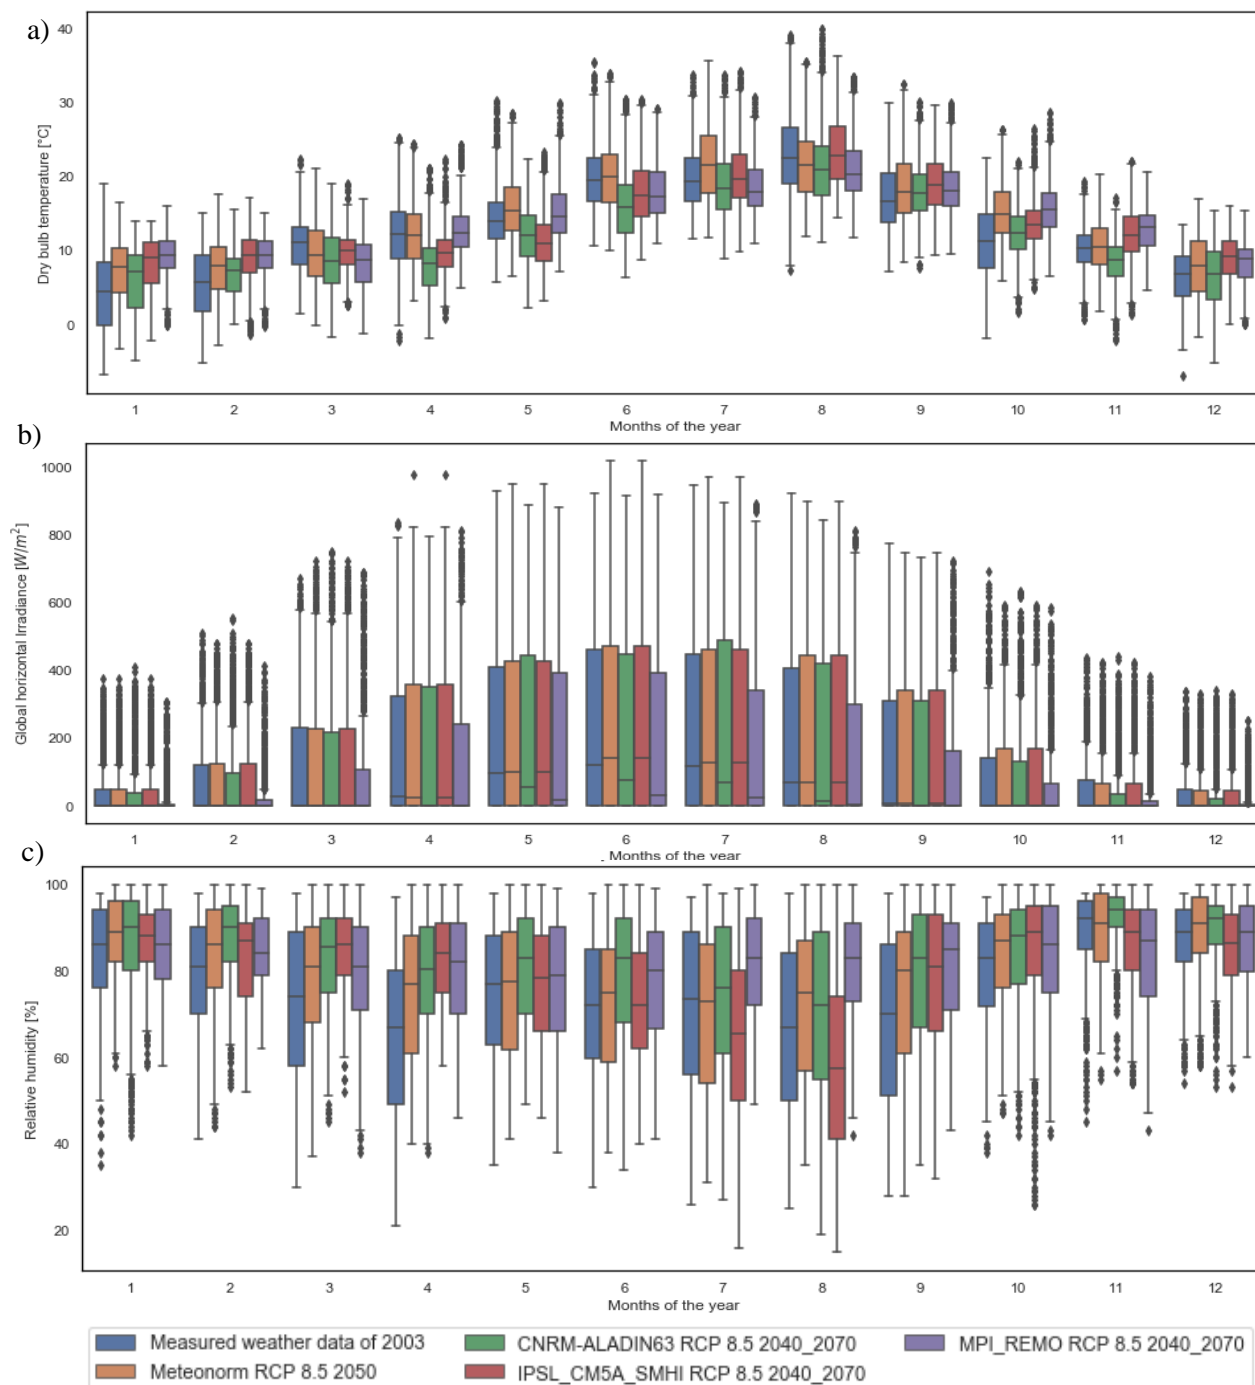 a)
Dry bulb temperature [°C]
40
30
20
10
0
1 2 3 4 5 6 7 8 9 10 11 12
Months of the year
b)
Global horizontal Irradiance [W/m²]
1000
800
600
400
200
0
1 2 3 4 5 6 7 8 9 10 11 12
Months of the year
c)
Relative humidity [%]
100
80
60
40
20
1 2 3 4 5 6 7 8 9 10 11 12
Months of the year
Measured weather data of 2003 CNRM-ALADIN63 RCP 8.5 2040_2070 MPI_REMO RCP 8.5 2040_2070
Meteonorm RCP 8.5 2050 IPSL_CM5A_SMHI RCP 8.5 2040_2070